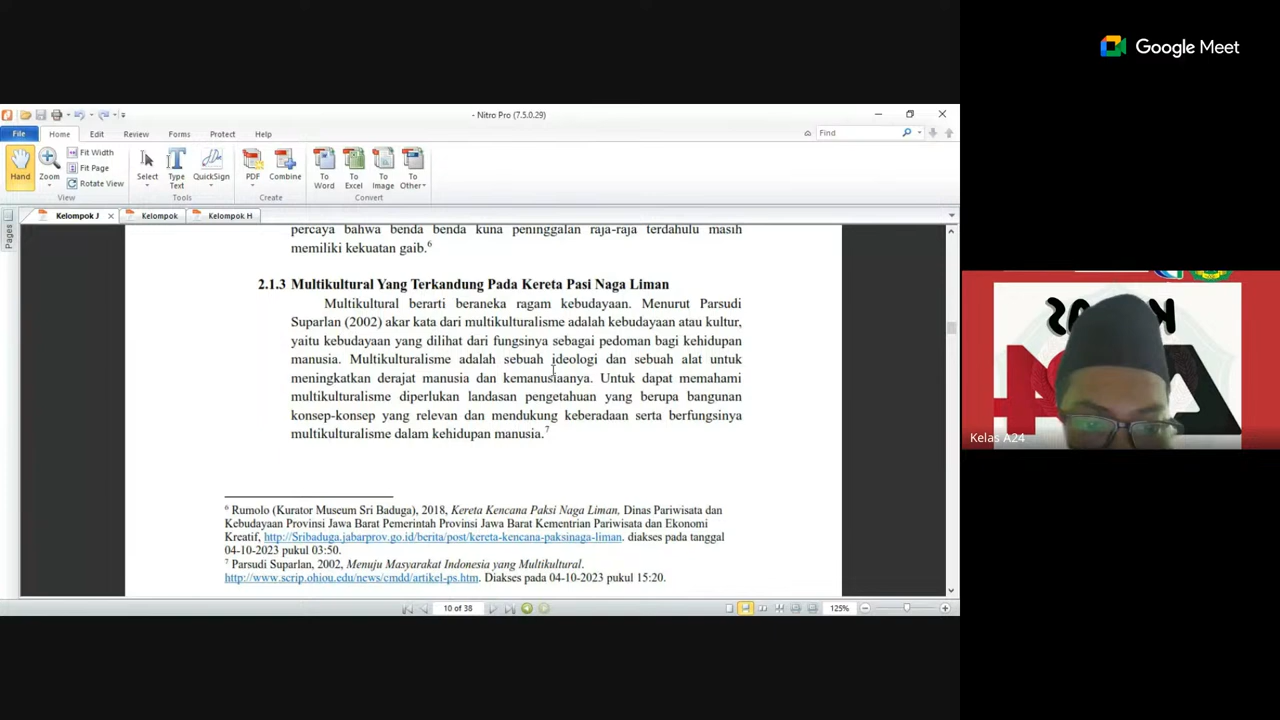 Google Meet
- Nitro Pro (7.5.0.29)
File Home Edit Review Forms Protect Help
Find
Hand
Zoom
Fit Width
Fit Page
Rotate View
View
Select
Type Text
QuickSign
Tools
PDF
Combine
Create
To Word
To Excel
To Image
To Other
Convert
Kelompok J
Kelompok
Kelompok H
Pages
percaya bahwa benda benda kuna peninggalan raja-raja terdahulu masih
memiliki kekuatan gaib.6
2.1.3 Multikultural Yang Terkandung Pada Kereta Pasi Naga Liman
Multikultural berarti beraneka ragam kebudayaan. Menurut Parsudi
Suparlan (2002) akar kata dari multikulturalisme adalah kebudayaan atau kultur,
yaitu kebudayaan yang dilihat dari fungsinya sebagai pedoman bagi kehidupan
manusia. Multikulturalisme adalah sebuah ideologi dan sebuah alat untuk
meningkatkan derajat manusia dan kemanusiaanya. Untuk dapat memahami
multikulturalisme diperlukan landasan pengetahuan yang berupa bangunan
konsep-konsep yang relevan dan mendukung keberadaan serta berfungsinya
multikulturalisme dalam kehidupan manusia.7
6 Rumolo (Kurator Museum Sri Baduga), 2018, Kereta Kencana Paksi Naga Liman, Dinas Pariwisata dan
Kebudayaan Provinsi Jawa Barat Pemerintah Provinsi Jawa Barat Kementrian Pariwisata dan Ekonomi
Kreatif, http://Sribaduga.jabarprov.go.id/berita/post/kereta-kencana-paksinaga-liman. diakses pada tanggal
04-10-2023 pukul 03:50.
7 Parsudi Suparlan, 2002, Menuju Masyarakat Indonesia yang Multikultural.
http://www.scrip.ohiou.edu/news/cmdd/artikel-ps.htm. Diakses pada 04-10-2023 pukul 15:20.
10 of 38
125%
Kelas A24